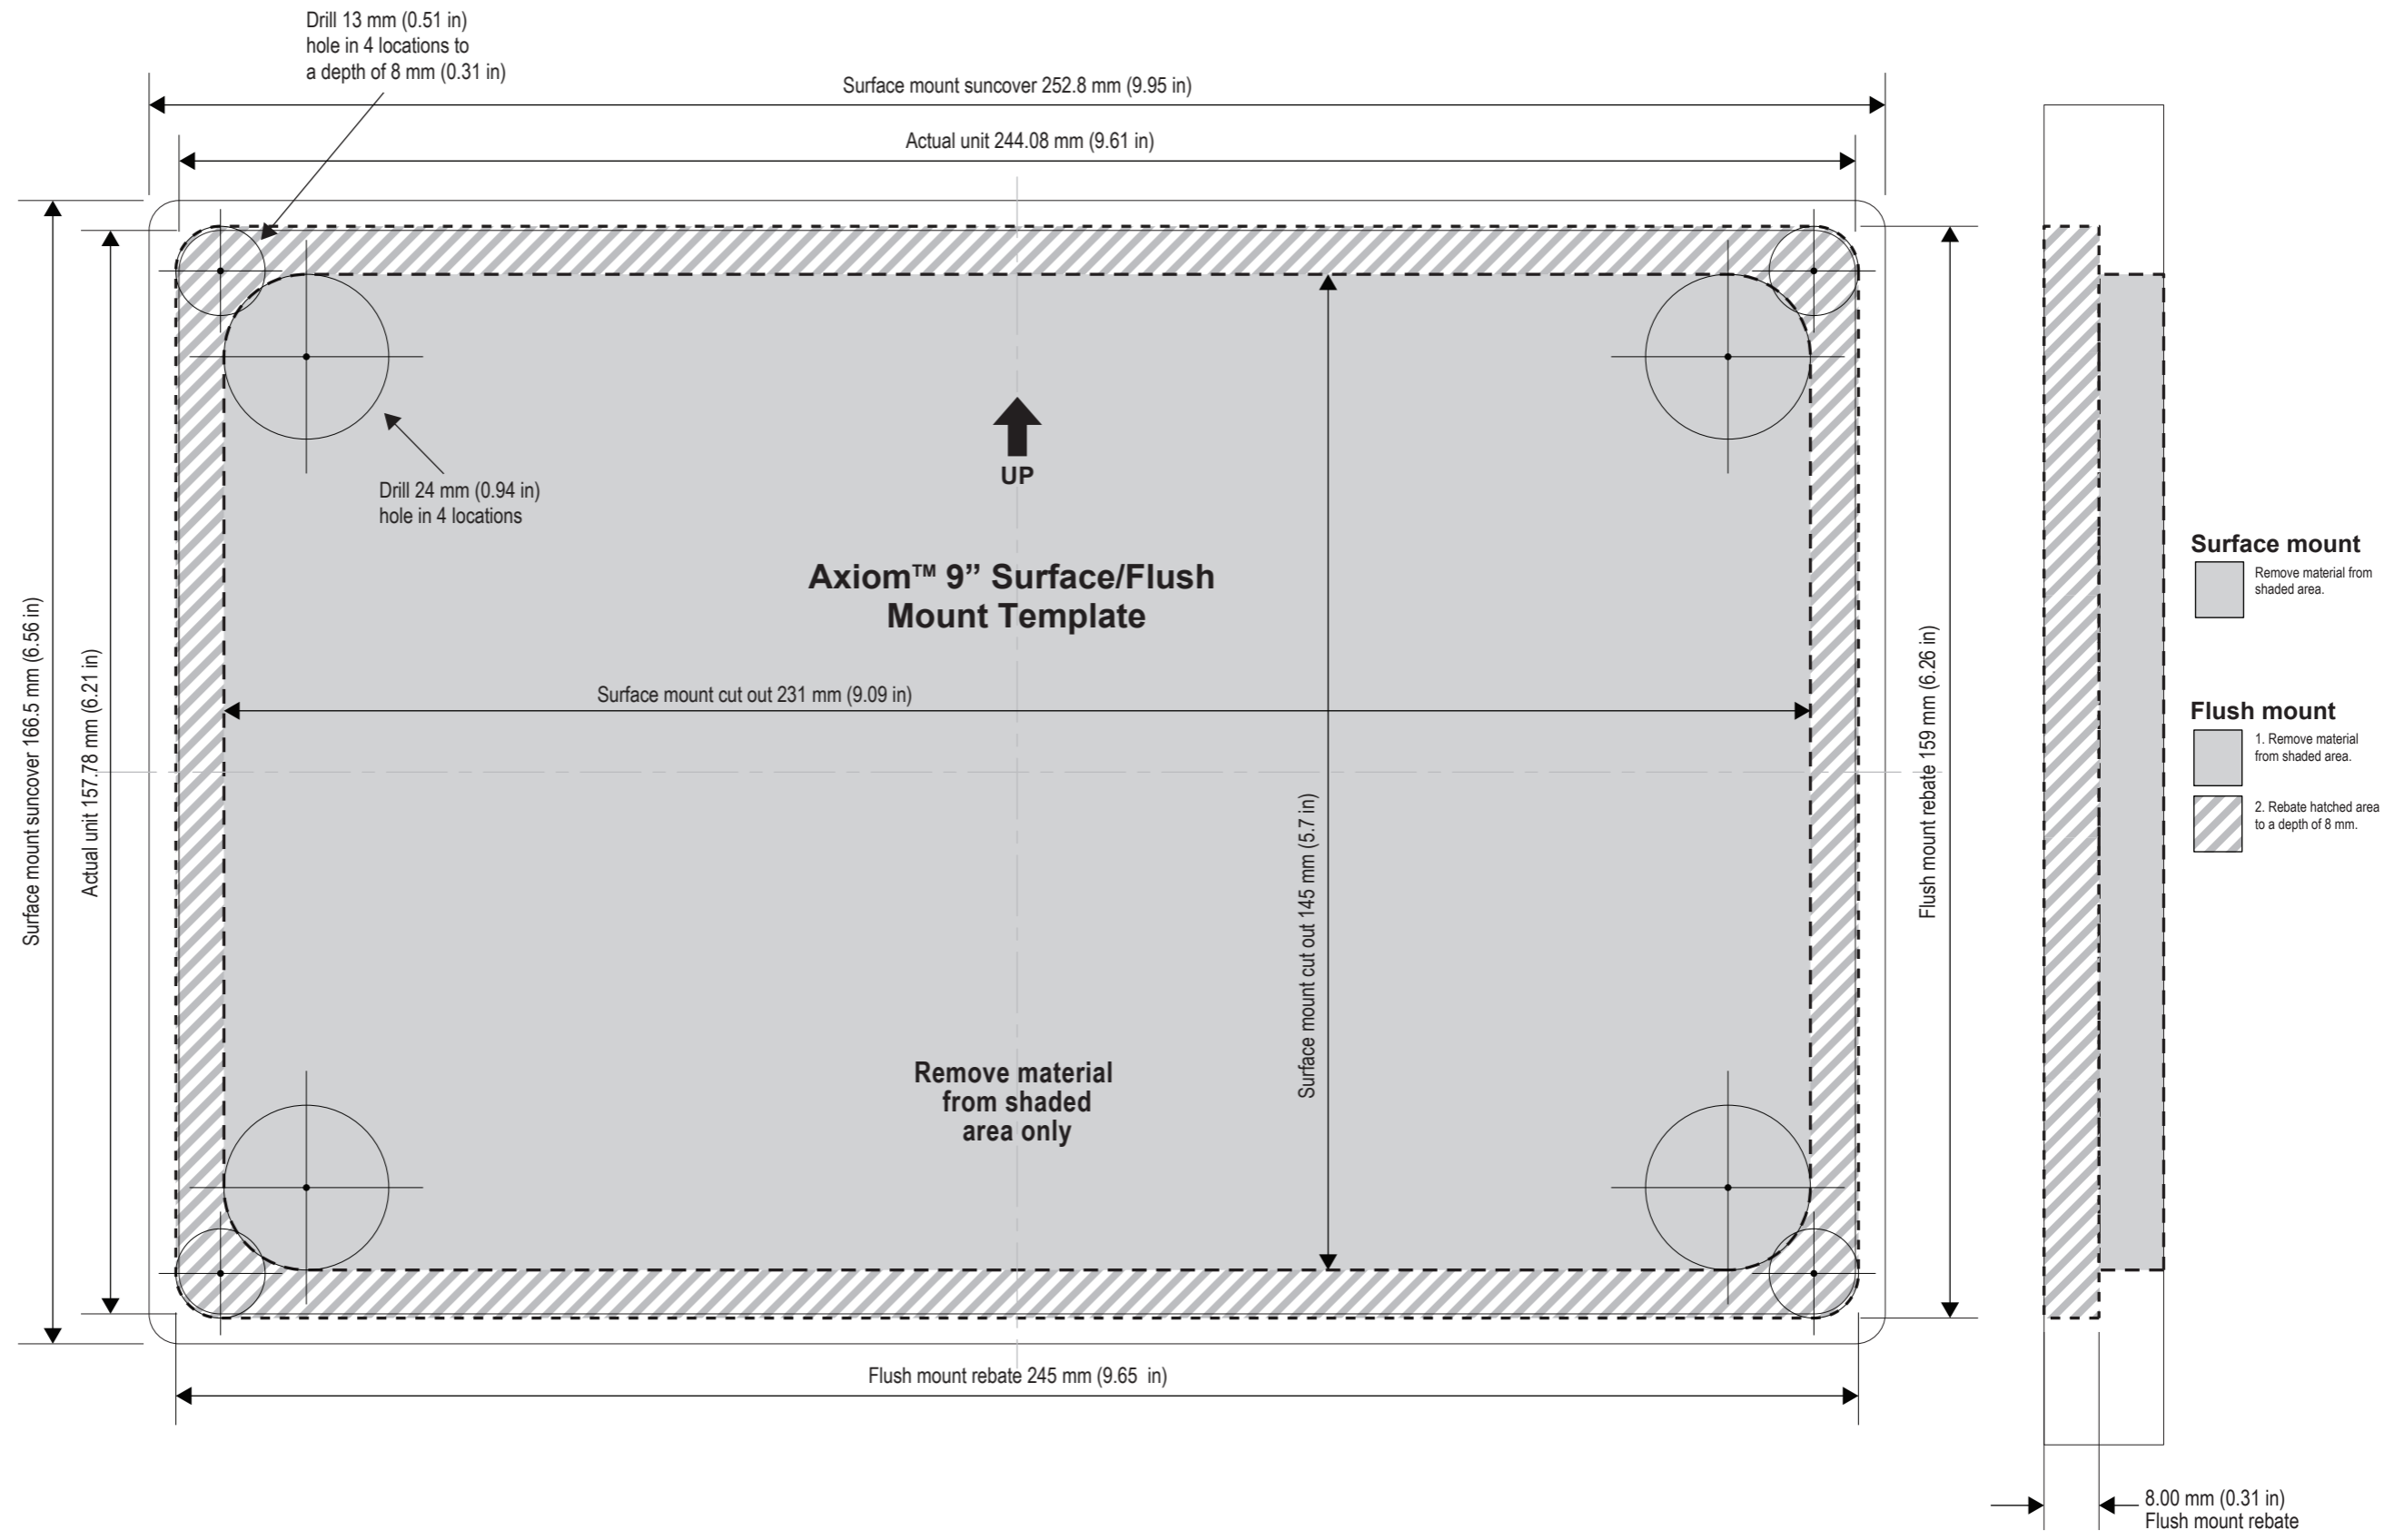 Drill 13 mm (0.51 in)
hole in 4 locations to
a depth of 8 mm (0.31 in)
Surface mount suncover 252.8 mm (9.95 in)
Actual unit 244.08 mm (9.61 in)
Surface mount suncover 166.5 mm (6.56 in)
Actual unit 157.78 mm (6.21 in)
Drill 24 mm (0.94 in)
hole in 4 locations
UP
Axiom™ 9” Surface/Flush
Mount Template
Surface mount cut out 231 mm (9.09 in)
Surface mount cut out 145 mm (5.7 in)
Remove material
from shaded
area only
Flush mount rebate 159 mm (6.26 in)
Flush mount rebate 245 mm (9.65 in)
Surface mount
Remove material from
shaded area.
Flush mount
1. Remove material
from shaded area.
2. Rebate hatched area
to a depth of 8 mm.
8.00 mm (0.31 in)
Flush mount rebate